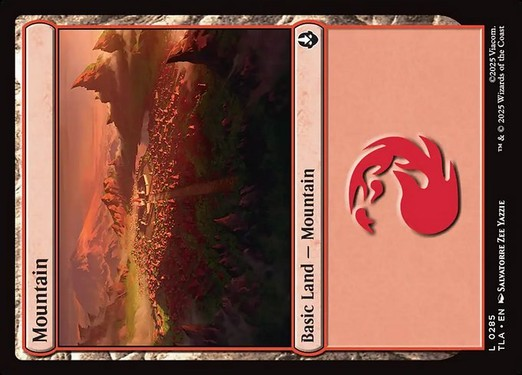 Mountain
Basic Land — Mountain
L 0285
TLA • EN Salvatorre Zee Yazzie
©2025 Viacom.
™ & © 2025 Wizards of the Coast